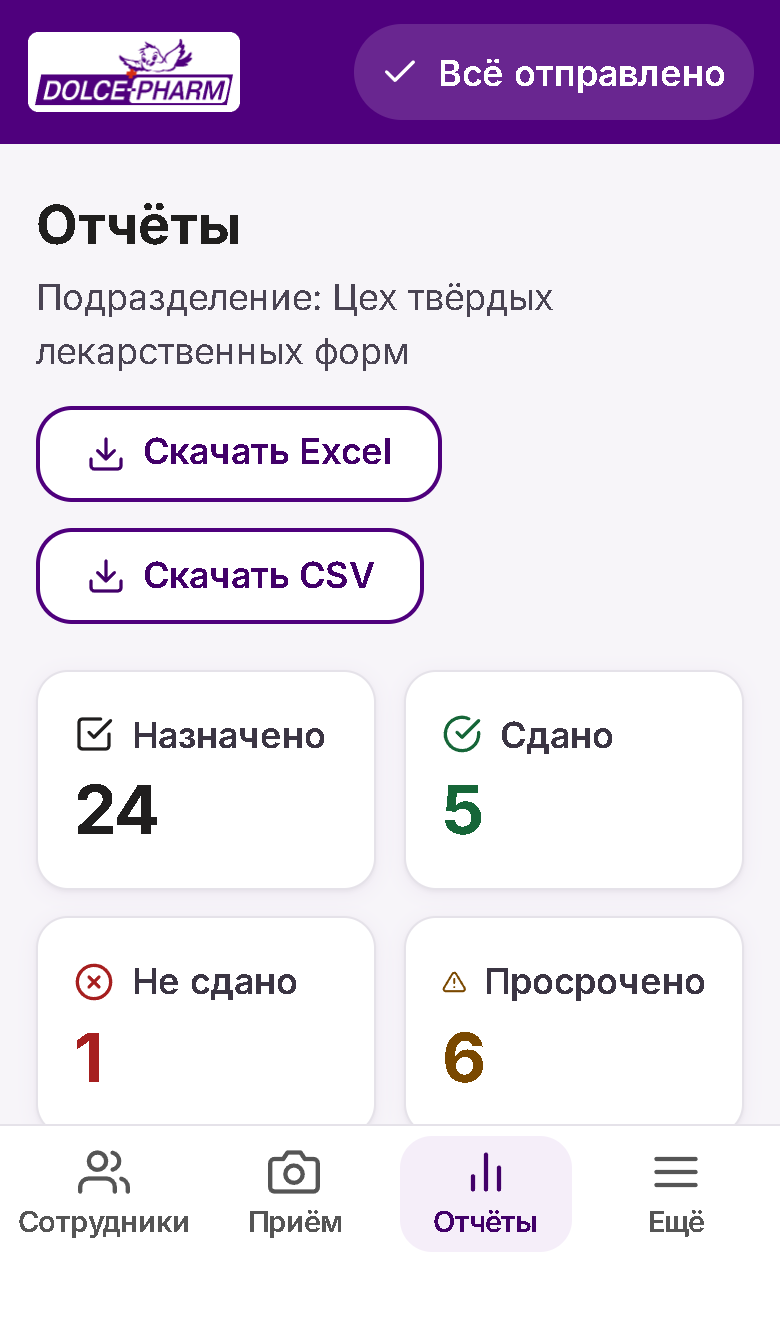 DOLCE-PHARM
Всё отправлено
Отчёты
Подразделение: Цех твёрдых
лекарственных форм
Скачать Excel
Скачать CSV
Назначено
24
Сдано
5
Не сдано
1
Просрочено
6
Сотрудники
Приём
Отчёты
Ещё